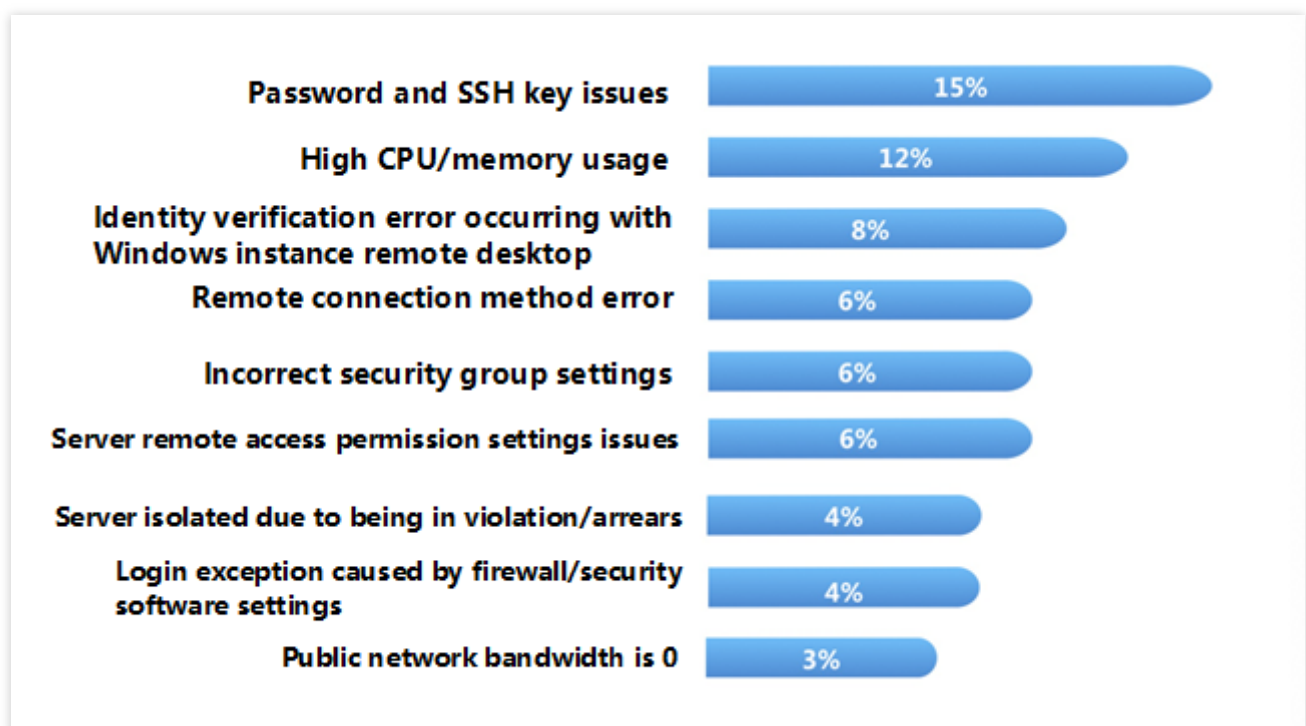 Password and SSH key issues
15%
High CPU/memory usage
12%
Identity verification error occurring with
Windows instance remote desktop
8%
Remote connection method error
6%
Incorrect security group settings
6%
Server remote access permission settings issues
6%
Server isolated due to being in violation/arrears
4%
Login exception caused by firewall/security
software settings
4%
Public network bandwidth is 0
3%